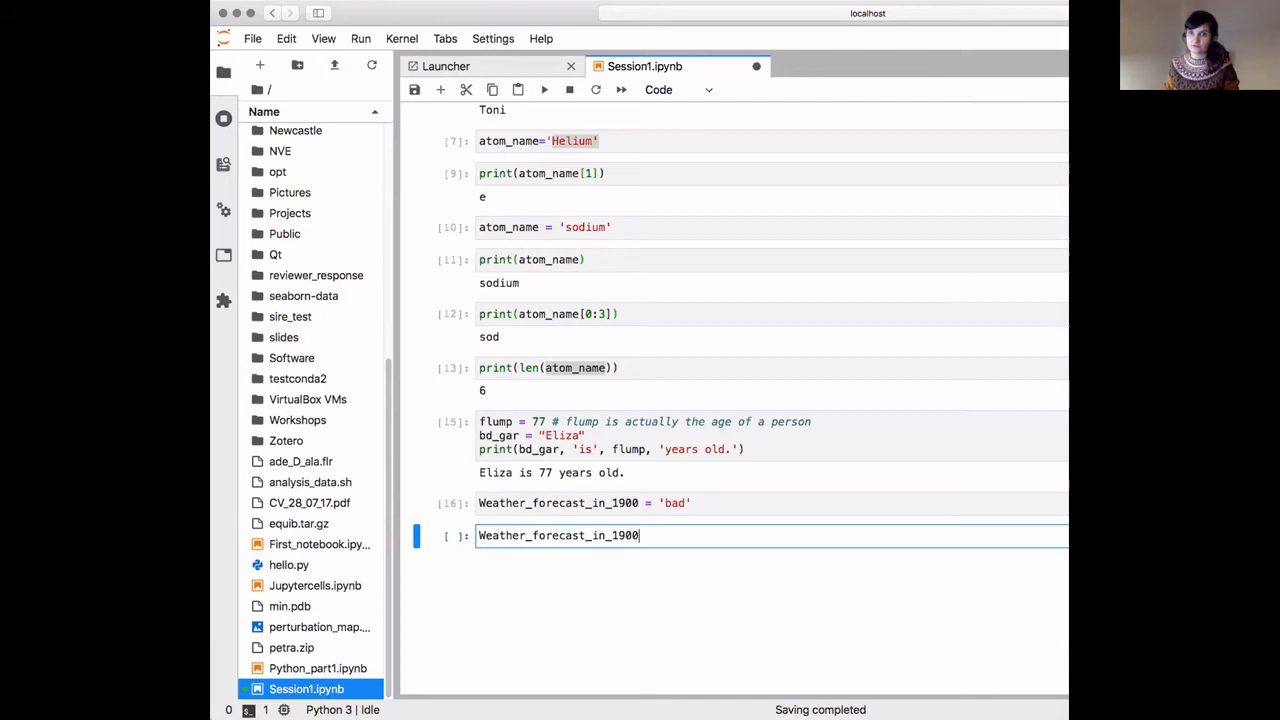 localhost
File Edit View Run Kernel Tabs Settings Help
Launcher
Session1.ipynb
/
Code
Name
Newcastle
NVE
opt
Pictures
Projects
Public
Qt
reviewer_response
seaborn-data
sire_test
slides
Software
testconda2
VirtualBox VMs
Workshops
Zotero
ade_D_ala.flr
analysis_data.sh
CV_28_07_17.pdf
equib.tar.gz
First_notebook.ipy...
hello.py
Jupytercells.ipynb
min.pdb
perturbation_map....
petra.zip
Python_part1.ipynb
Session1.ipynb
Toni
[7]: atom_name='Helium'
[9]: print(atom_name[1])
e
[10]: atom_name = 'sodium'
[11]: print(atom_name)
sodium
[12]: print(atom_name[0:3])
sod
[13]: print(len(atom_name))
6
[15]: flump = 77 # flump is actually the age of a person
bd_gar = "Eliza"
print(bd_gar, 'is', flump, 'years old.')
Eliza is 77 years old.
[16]: Weather_forecast_in_1900 = 'bad'
[ ]: Weather_forecast_in_1900
0 1 Python 3 | Idle Saving completed